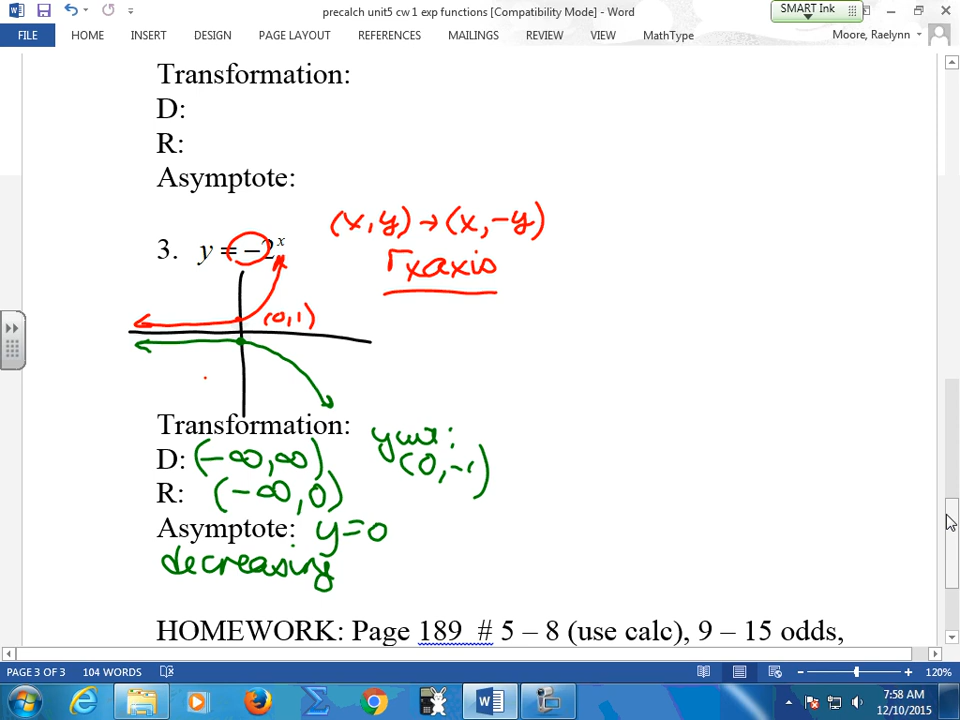 precalch unit5 cw 1 exp functions [Compatibility Mode] - Word
SMART Ink
FILE HOME INSERT DESIGN PAGE LAYOUT REFERENCES MAILINGS REVIEW VIEW MathType Moore, Raelynn
Transformation:
D:
R:
Asymptote:
(x,y) → (x,-y)
3. y = -2^x
r xaxis
(0,1)
Transformation:
y int:
D: (-∞,∞)
(0,-1)
R: (-∞,0)
Asymptote: y=0
decreasing
HOMEWORK: Page 189 # 5 – 8 (use calc), 9 – 15 odds,
PAGE 3 OF 3 104 WORDS 120%
7:58 AM
12/10/2015